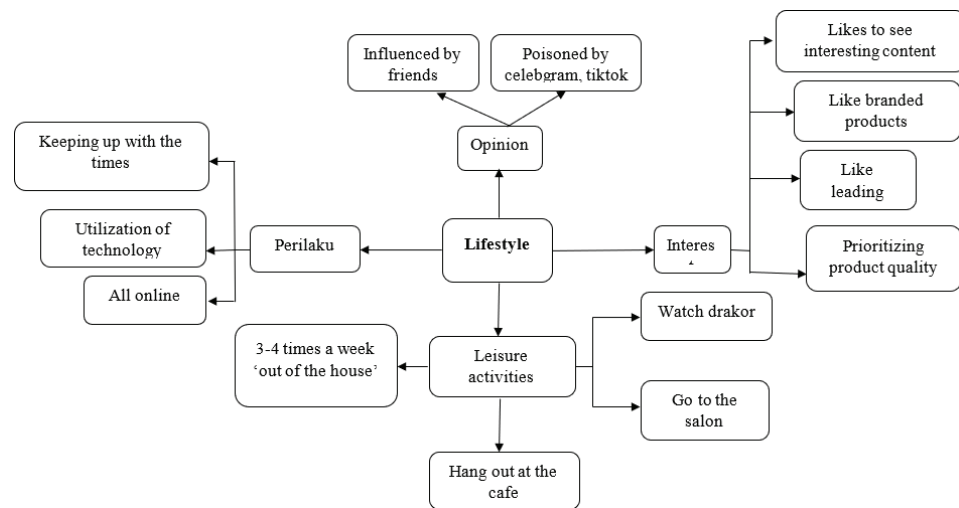 Influenced by
friends
Poisoned by
celebgram, tiktok
Likes to see
interesting content
Like branded
products
Keeping up with the
times
Opinion
Like
leading
Utilization of
technology
Perilaku
Lifestyle
Interes
Prioritizing
product quality
All online
Watch drakor
3-4 times a week
‘out of the house’
Leisure
activities
Go to the
salon
Hang out at the
cafe